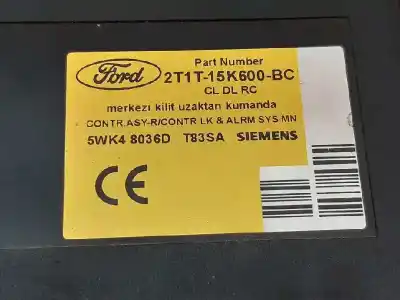 Ford
Part Number
2T1T-15K600-BC
CL DL RC
merkezi kilit uzaktan kumanda
CONTR.ASY-R/CONTR LK & ALRM SYS:MN
5WK4 8036D T83SA SIEMENS
CE